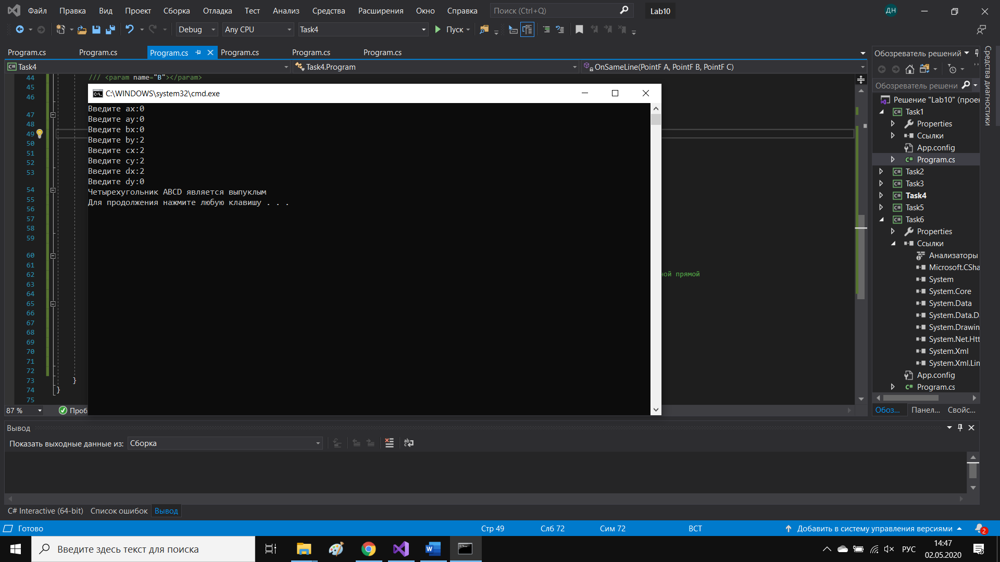 Файл Правка Вид Проект Сборка Отладка Тест Анализ Средства Расширения Окно Справка Поиск (Ctrl+Q) Lab10 ДН
Debug Any CPU Task4 Пуск
Program.cs Program.cs Program.cs Program.cs Program.cs Program.cs
Task4 Task4.Program OnSameLine(PointF A, PointF B, PointF C)
44 /// <param name="B"></param>
45
46
47
48
49
50
51
52
53
54
55
56
57
58
59
60
61
62 ной прямой
63
64
65
66
67
68
69
70
71
72
73 }
74 }
75
C:\WINDOWS\system32\cmd.exe
Введите ax:0
Введите ay:0
Введите bx:0
Введите by:2
Введите cx:2
Введите cy:2
Введите dx:2
Введите dy:0
Четырехугольник ABCD является выпуклым
Для продолжения нажмите любую клавишу . . .
87 % Проб
Обозреватель решений
Обозреватель решени
Решение "Lab10" (проек
Task1
Properties
Ссылки
App.config
Program.cs
Task2
Task3
Task4
Task5
Task6
Properties
Ссылки
Анализаторы
Microsoft.CSha
System
System.Core
System.Data
System.Data.D
System.Drawin
System.Net.Htt
System.Xml
System.Xml.Lin
App.config
Program.cs
Обоз... Панел... Свойс...
Средства диагностики
Вывод
Показать выходные данные из: Сборка
C# Interactive (64-bit) Список ошибок Вывод
Готово Стр 49 Слб 72 Сим 72 ВСТ Добавить в систему управления версиями 2
Введите здесь текст для поиска РУС 14:47
02.05.2020